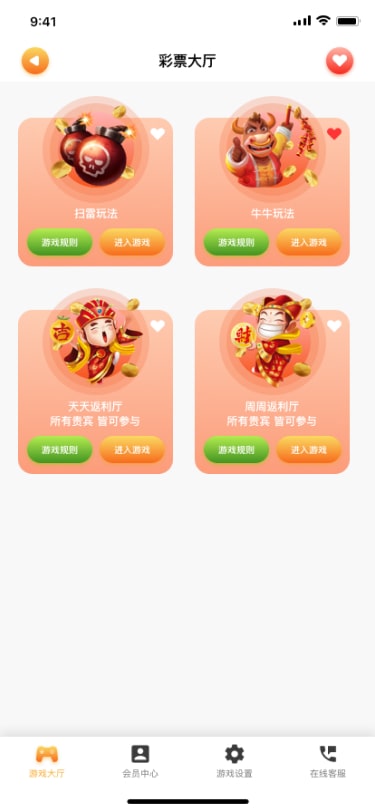 9:41
彩票大厅
扫雷玩法
游戏规则 进入游戏
牛牛玩法
游戏规则 进入游戏
吉
天天返利厅
所有贵宾 皆可参与
游戏规则 进入游戏
财
周周返利厅
所有贵宾 皆可参与
游戏规则 进入游戏
游戏大厅 会员中心 游戏设置 在线客服